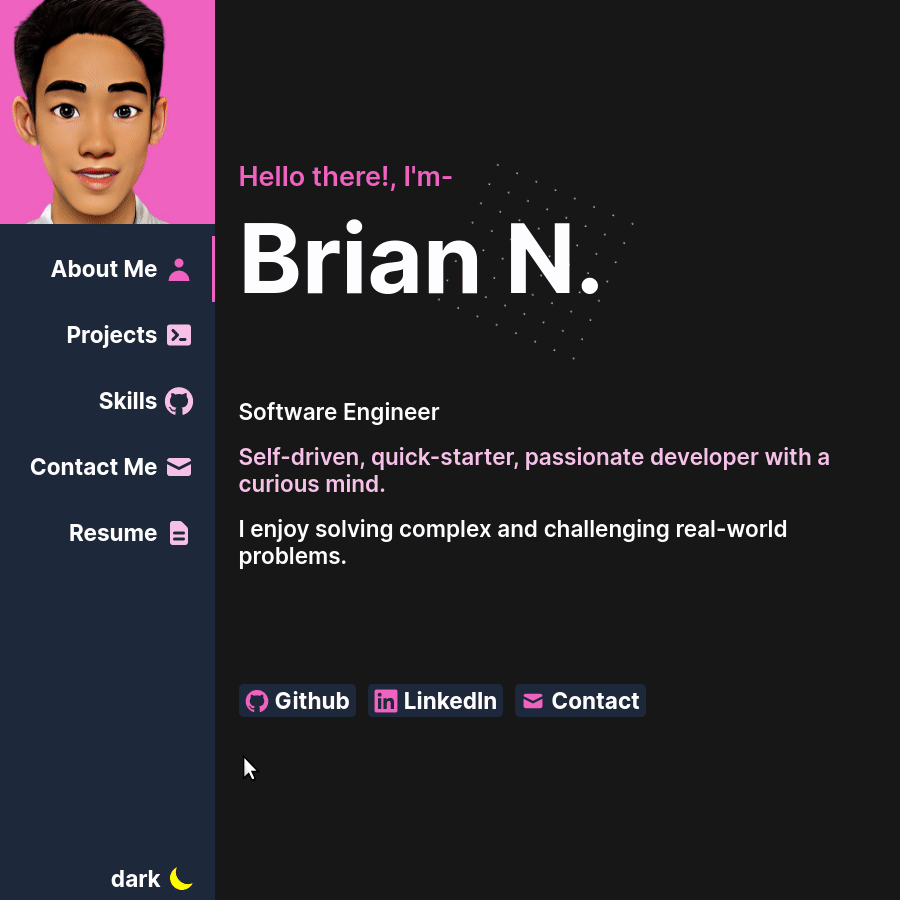 About Me
Projects
Skills
Contact Me
Resume
dark
Hello there!, I'm-
Brian N.
Software Engineer
Self-driven, quick-starter, passionate developer with a
curious mind.
I enjoy solving complex and challenging real-world
problems.
Github
LinkedIn
Contact